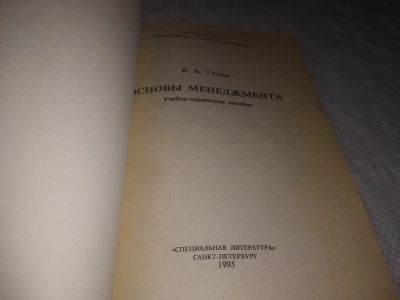 В. В. Глухов
ОСНОВЫ МЕНЕДЖМЕНТА
Учебно-справочное пособие
«СПЕЦИАЛЬНАЯ ЛИТЕРАТУРА»
САНКТ-ПЕТЕРБУРГ
1995